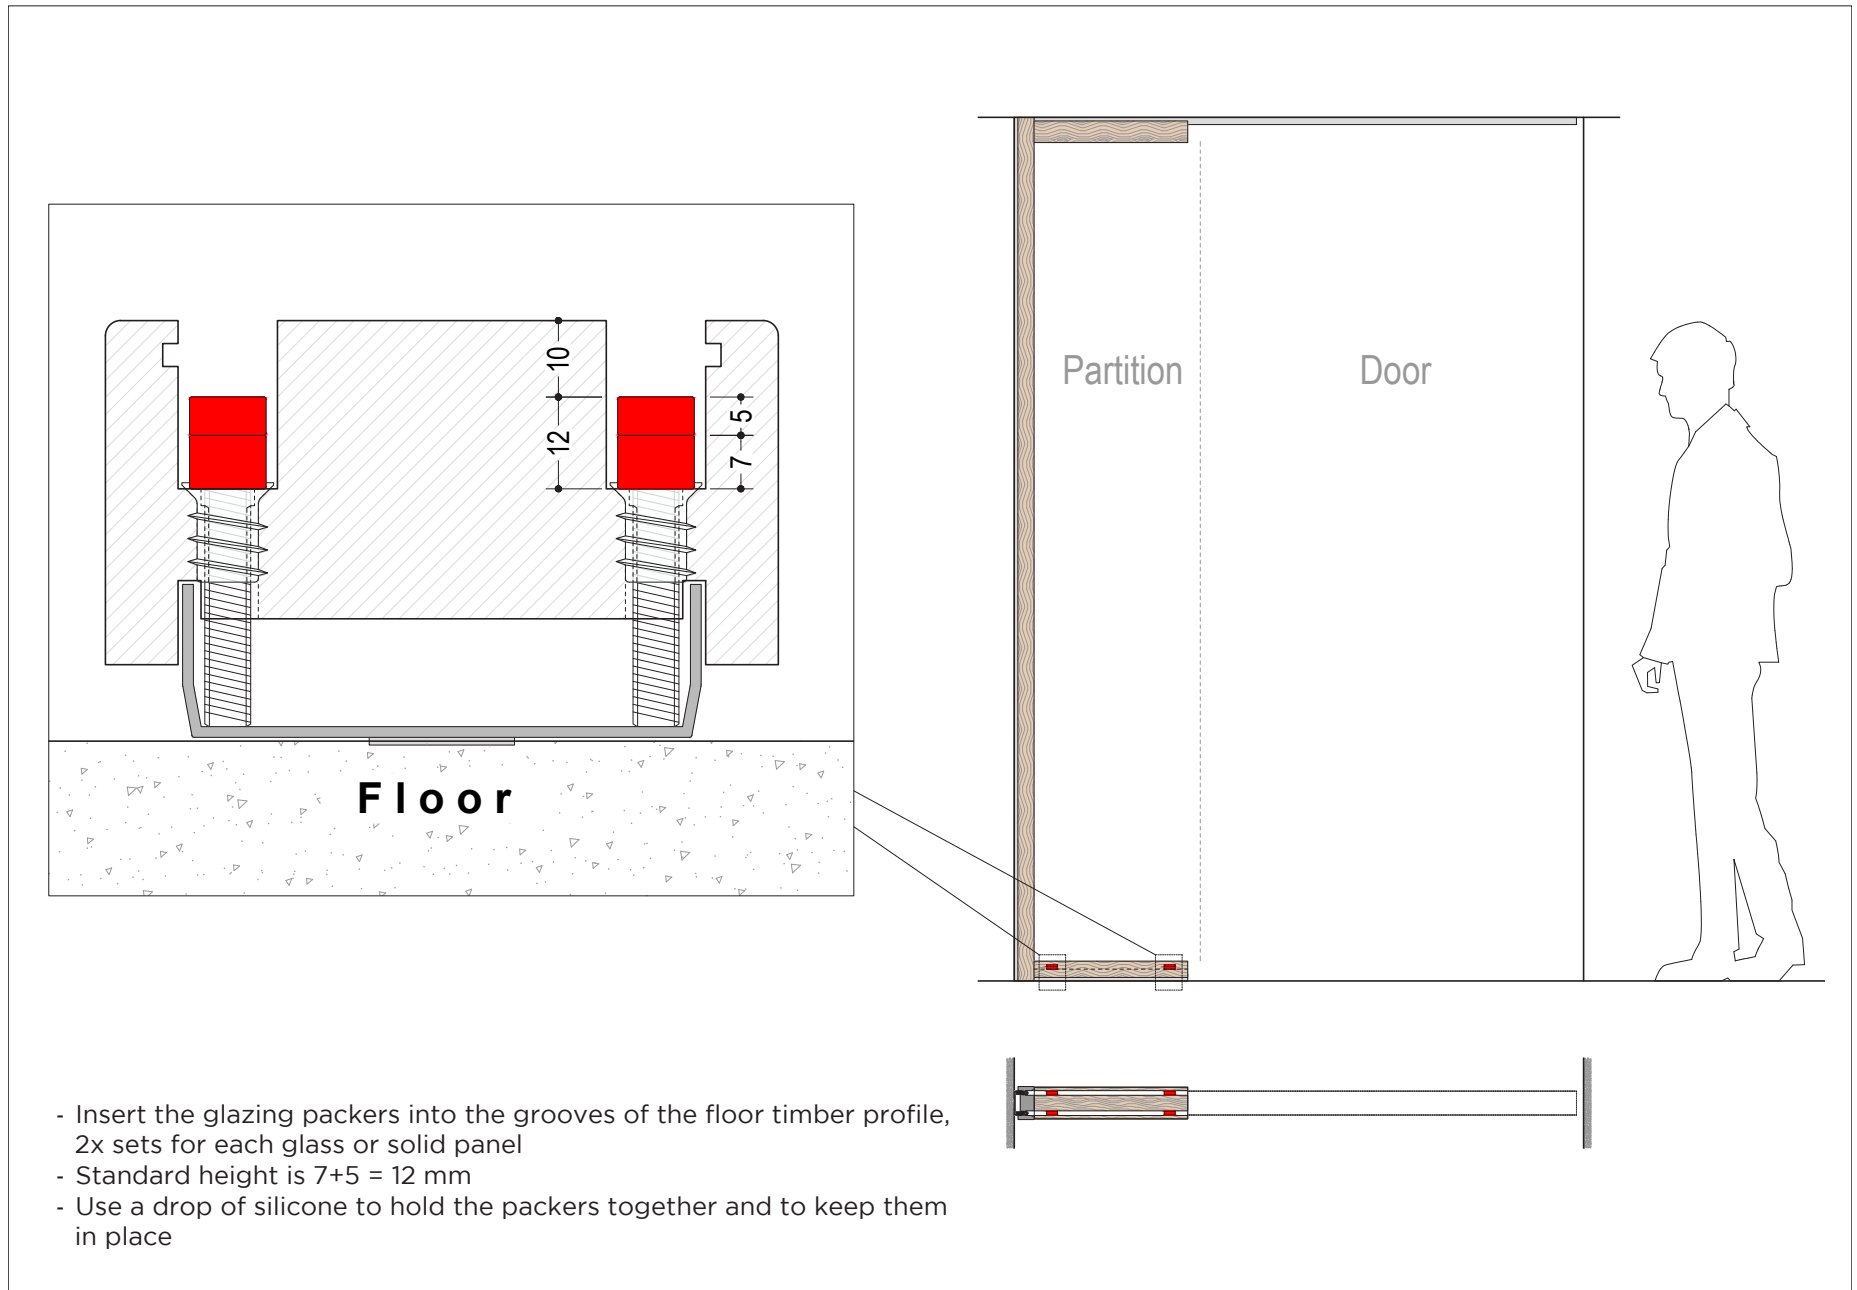 Partition
Door
10
12
5
7
Floor
- Insert the glazing packers into the grooves of the floor timber profile,
2x sets for each glass or solid panel
- Standard height is 7+5 = 12 mm
- Use a drop of silicone to hold the packers together and to keep them
in place